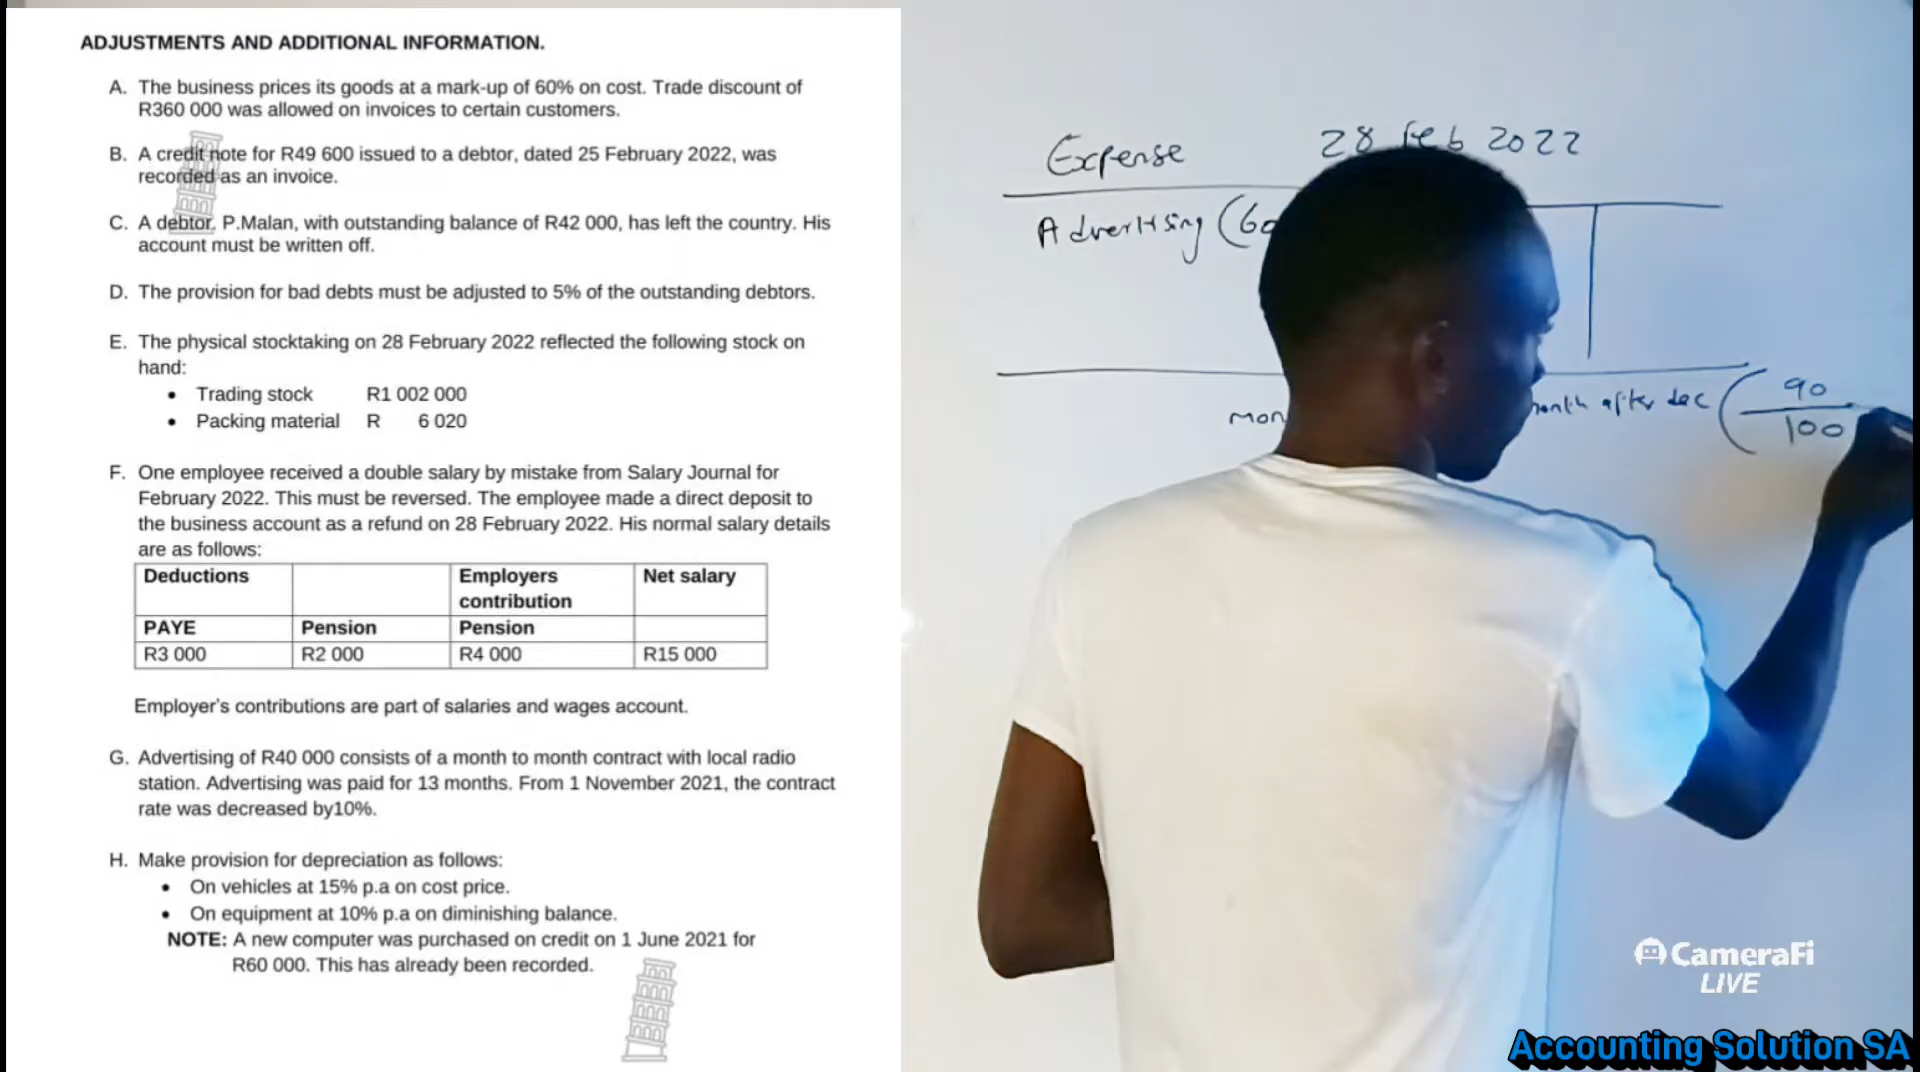 ADJUSTMENTS AND ADDITIONAL INFORMATION.
A. The business prices its goods at a mark-up of 60% on cost. Trade discount of
R360 000 was allowed on invoices to certain customers.
B. A credit note for R49 600 issued to a debtor, dated 25 February 2022, was
recorded as an invoice.
C. A debtor, P.Malan, with outstanding balance of R42 000, has left the country. His
account must be written off.
D. The provision for bad debts must be adjusted to 5% of the outstanding debtors.
E. The physical stocktaking on 28 February 2022 reflected the following stock on
hand:
• Trading stock R1 002 000
• Packing material R 6 020
F. One employee received a double salary by mistake from Salary Journal for
February 2022. This must be reversed. The employee made a direct deposit to
the business account as a refund on 28 February 2022. His normal salary details
are as follows:
Deductions Employers contribution Net salary
PAYE Pension Pension
R3 000 R2 000 R4 000 R15 000
Employer's contributions are part of salaries and wages account.
G. Advertising of R40 000 consists of a month to month contract with local radio
station. Advertising was paid for 13 months. From 1 November 2021, the contract
rate was decreased by10%.
H. Make provision for depreciation as follows:
• On vehicles at 15% p.a on cost price.
• On equipment at 10% p.a on diminishing balance.
NOTE: A new computer was purchased on credit on 1 June 2021 for
R60 000. This has already been recorded.
Expense 28 Feb 2022
Advertising (60
after dec ( 90
100
CameraFi
LIVE
Accounting Solution SA